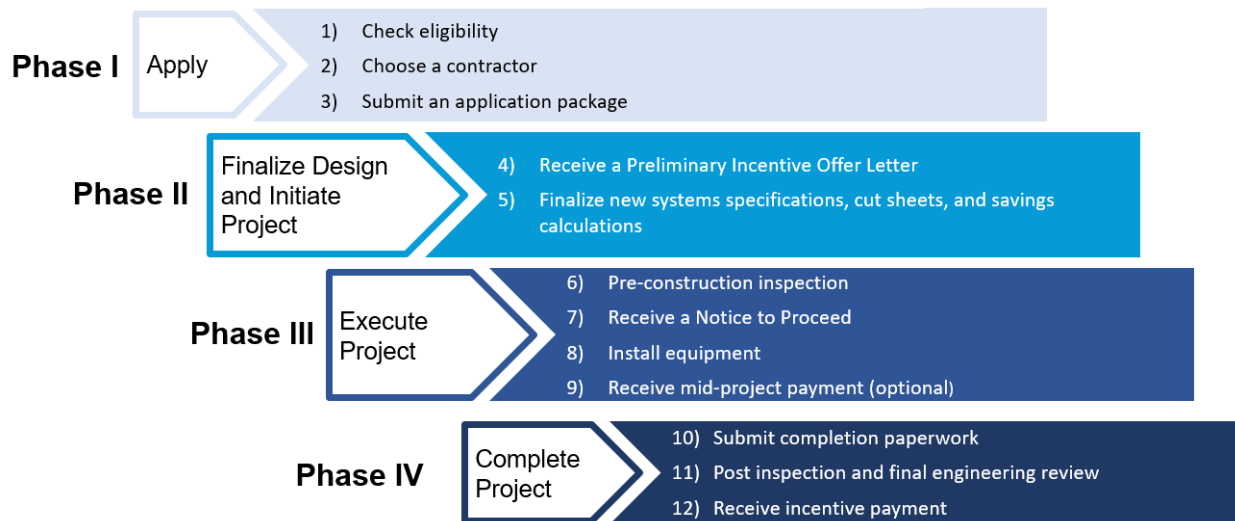 Phase I
Apply
1) Check eligibility
2) Choose a contractor
3) Submit an application package
Phase II
Finalize Design
and Initiate
Project
4) Receive a Preliminary Incentive Offer Letter
5) Finalize new systems specifications, cut sheets, and savings
calculations
Phase III
Execute
Project
6) Pre-construction inspection
7) Receive a Notice to Proceed
8) Install equipment
9) Receive mid-project payment (optional)
Phase IV
Complete
Project
10) Submit completion paperwork
11) Post inspection and final engineering review
12) Receive incentive payment